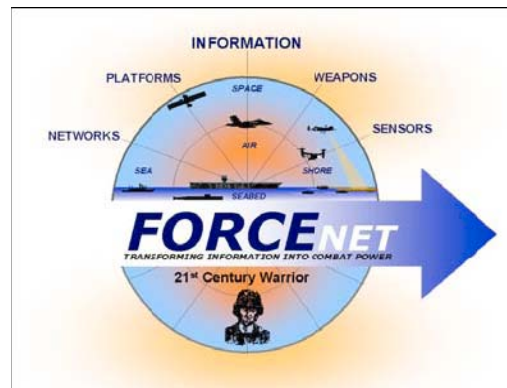 INFORMATION
PLATFORMS
WEAPONS
SPACE
NETWORKS
SENSORS
AIR
SEA
SHORE
SEABED
FORCENET
TRANSFORMING INFORMATION INTO COMBAT POWER
21st Century Warrior